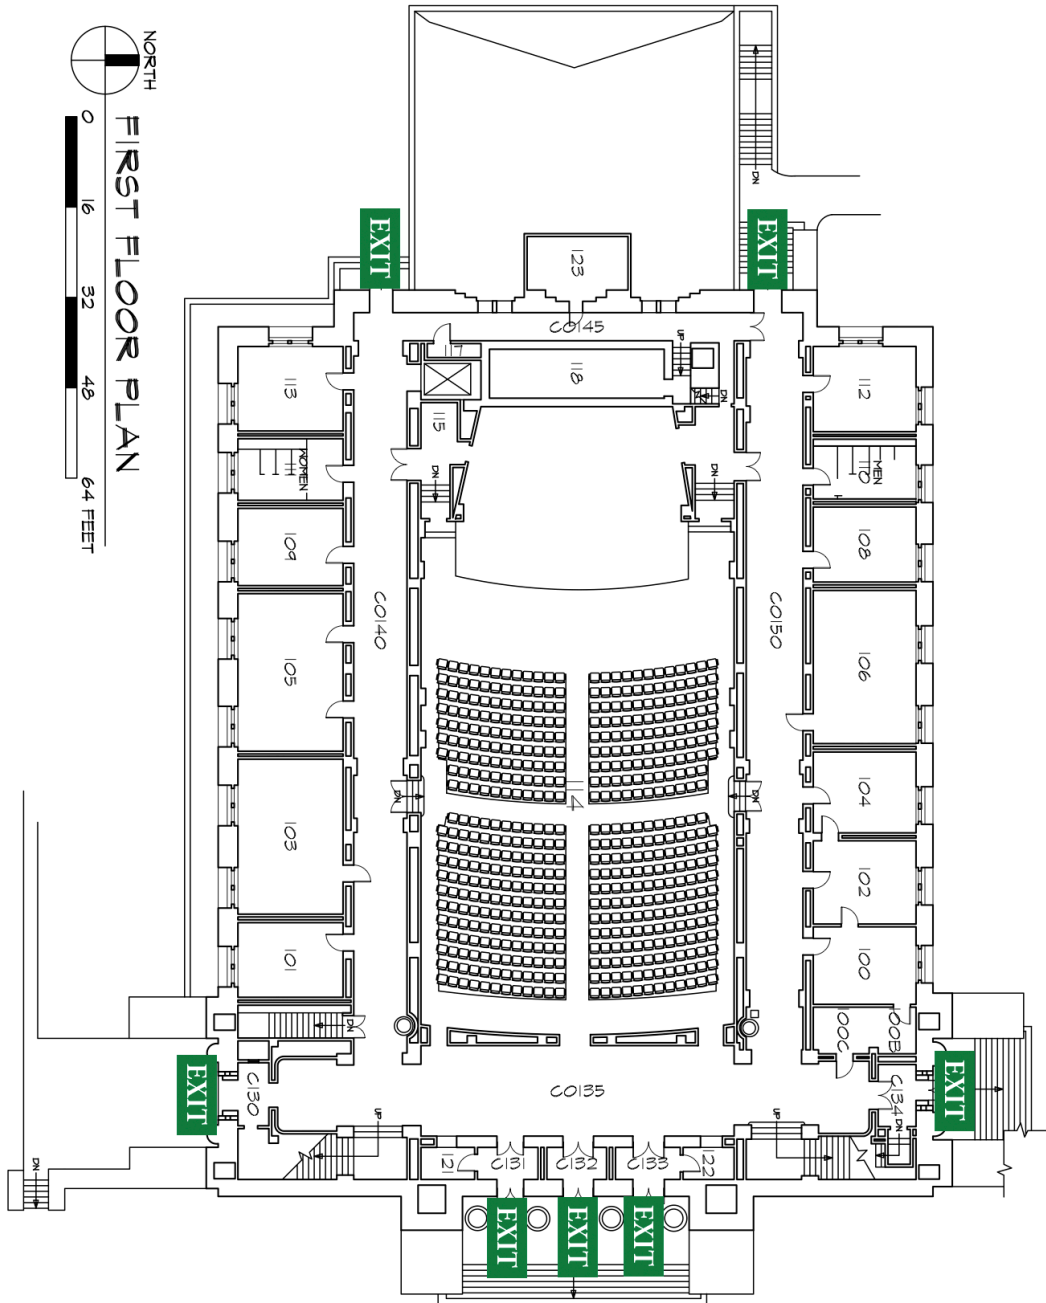 NORTH
FIRST FLOOR PLAN
0 16 32 48 64 FEET
DN
EXIT
EXIT
123
C0145
UP
117
118
DN
113
115
112
WOMEN
111
DN
DN
MEN
110
109
108
C0140
C0150
105
106
DN
114
DN
104
103
102
101
100
DN
100C
100B
EXIT
C130
C0135
C134
EXIT
UP
UP
DN
121
C131
C132
C133
122
DN
EXIT
EXIT
EXIT